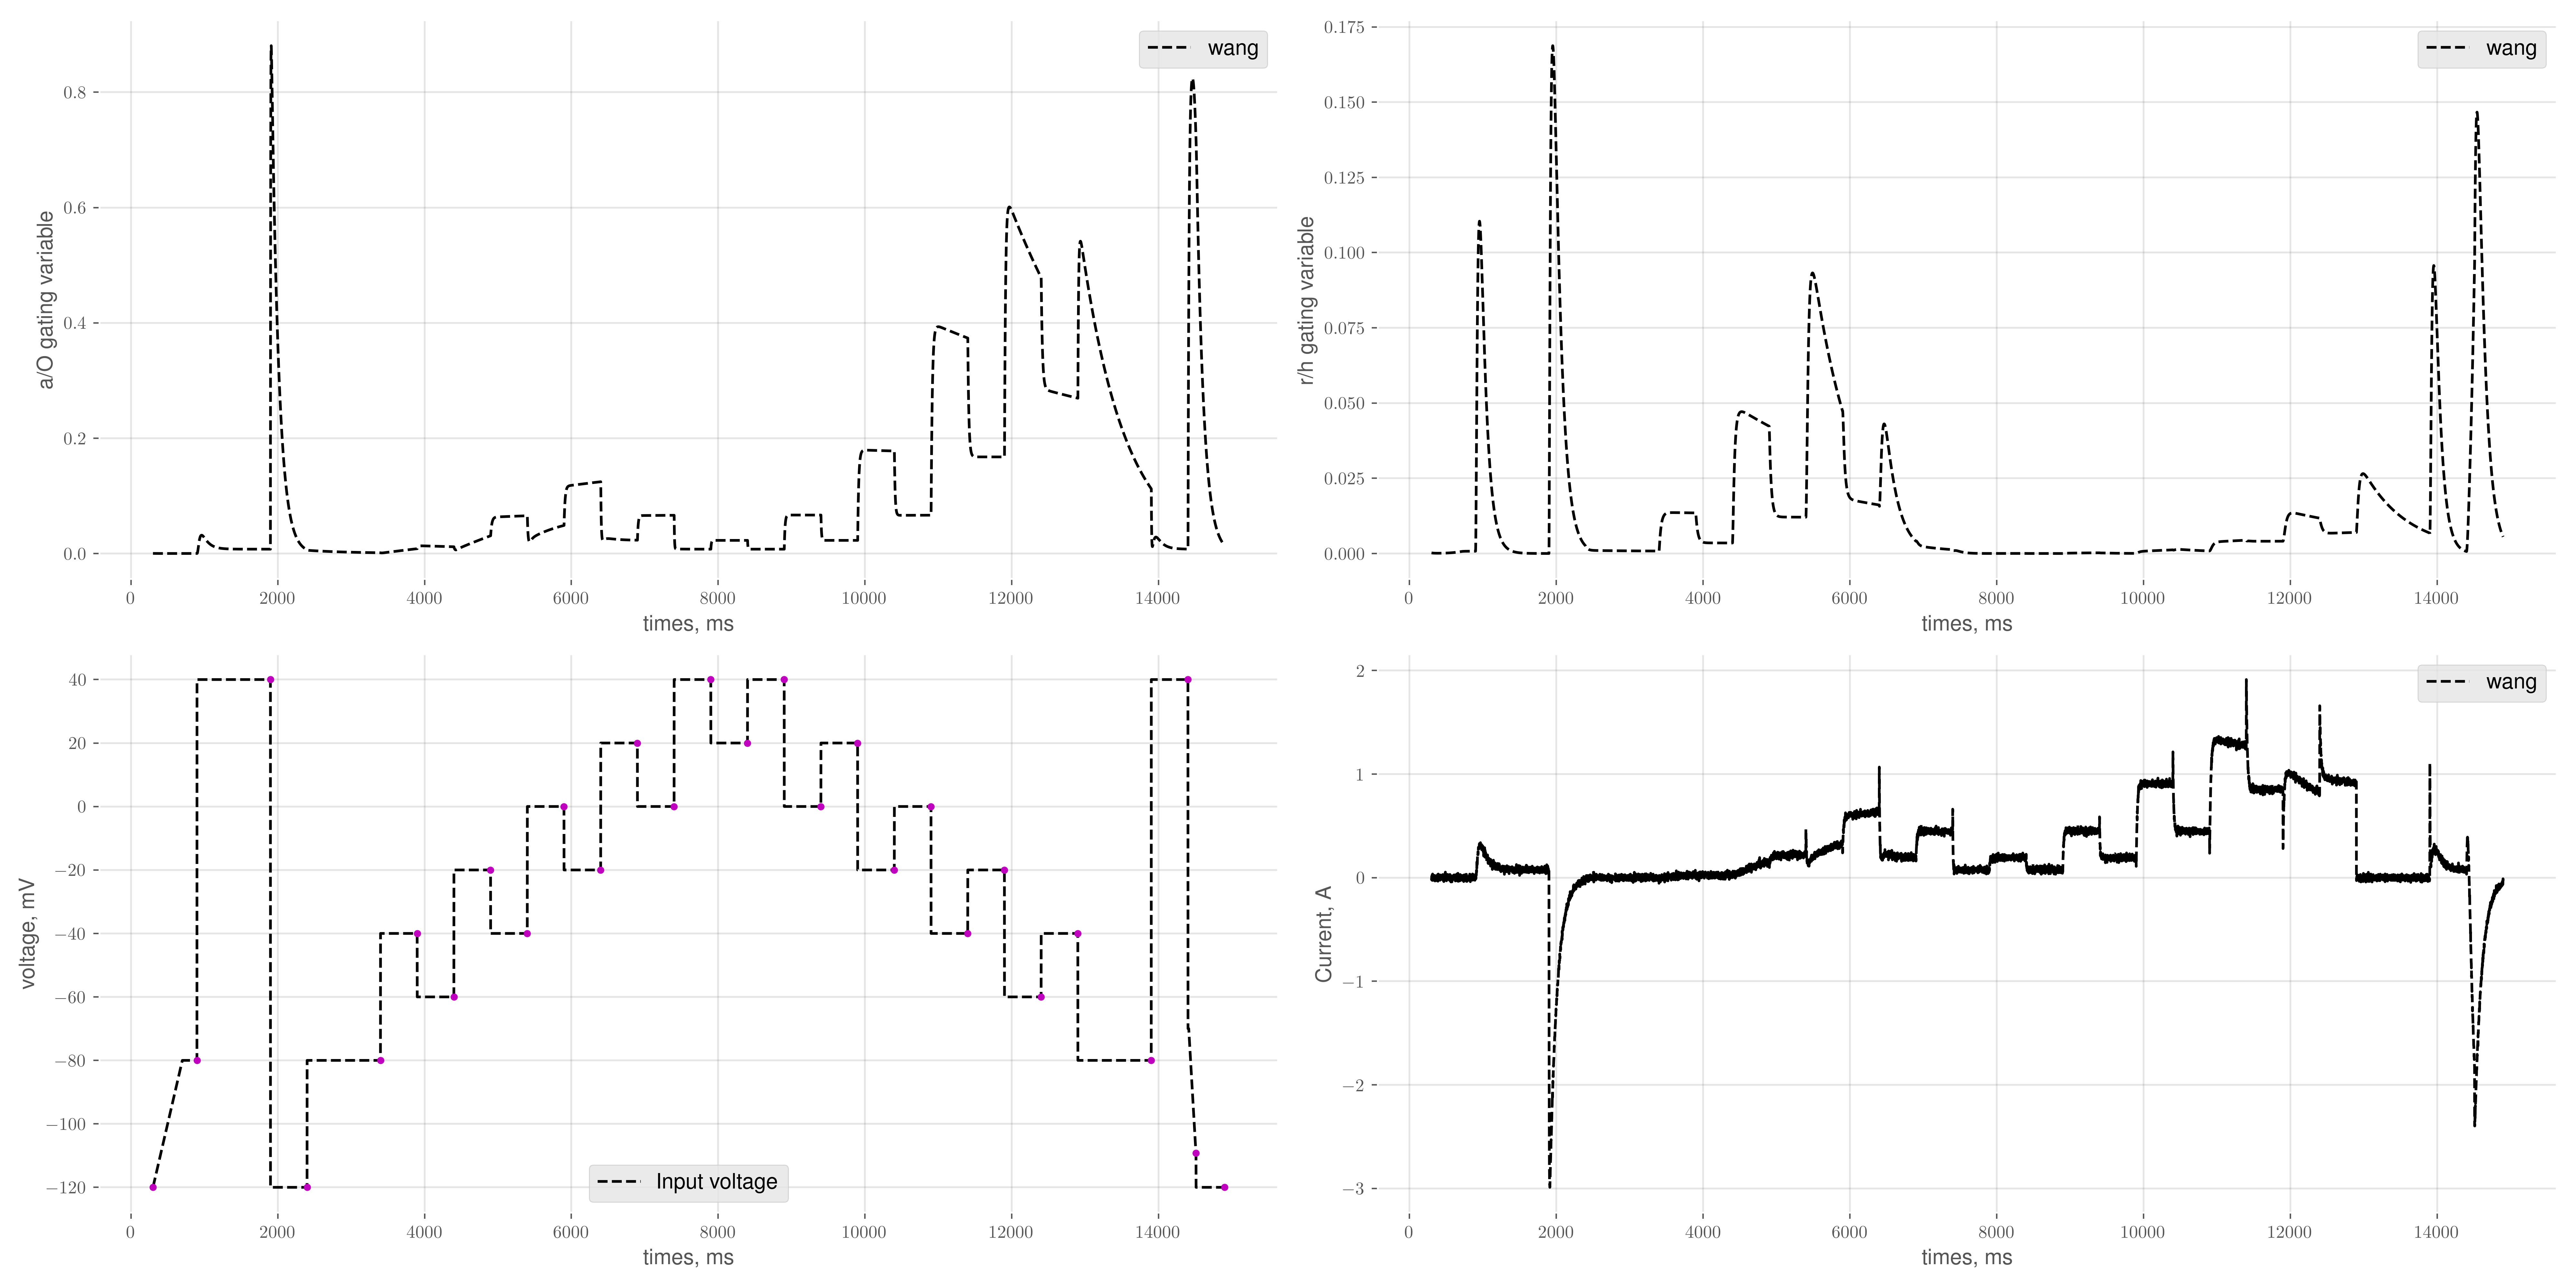 wang
a/O gating variable
0.8
0.6
0.4
0.2
0.0
0 2000 4000 6000 8000 10000 12000 14000
times, ms
wang
r/h gating variable
0.175
0.150
0.125
0.100
0.075
0.050
0.025
0.000
0 2000 4000 6000 8000 10000 12000 14000
times, ms
voltage, mV
40
20
0
−20
−40
−60
−80
−100
−120
Input voltage
0 2000 4000 6000 8000 10000 12000 14000
times, ms
wang
Current, A
2
1
0
−1
−2
−3
0 2000 4000 6000 8000 10000 12000 14000
times, ms